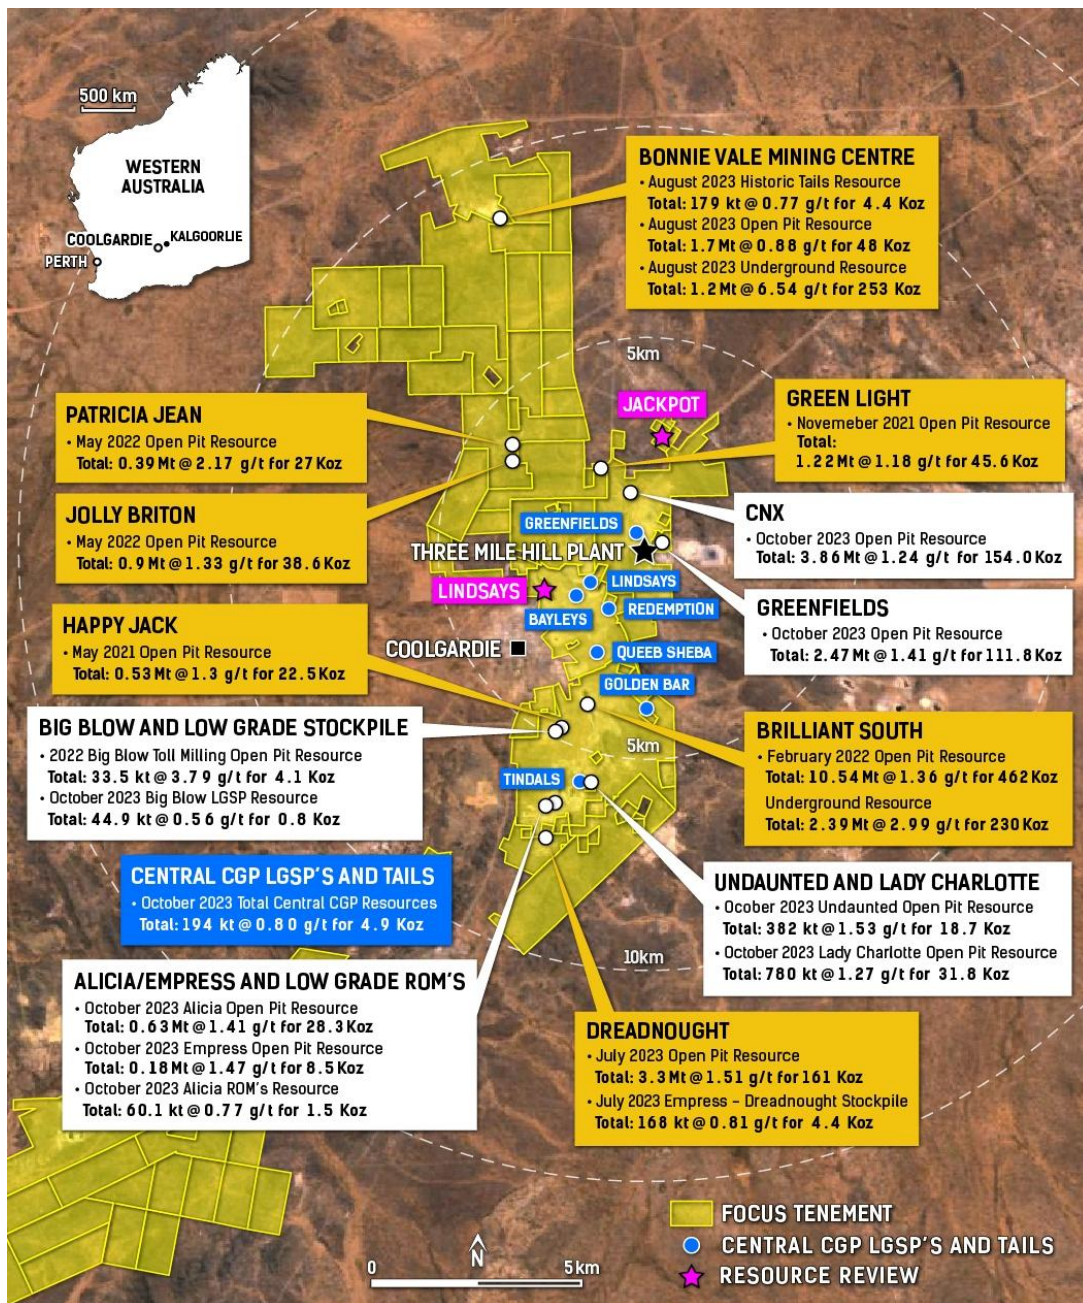 500 km
WESTERN
AUSTRALIA
COOLGARDIE
KALGOORLIE
PERTH
BONNIE VALE MINING CENTRE
• August 2023 Historic Tails Resource
Total: 179 kt @ 0.77 g/t for 4.4 Koz
• August 2023 Open Pit Resource
Total: 1.7 Mt @ 0.88 g/t for 48 Koz
• August 2023 Underground Resource
Total: 1.2 Mt @ 6.54 g/t for 253 Koz
5km
JACKPOT
PATRICIA JEAN
• May 2022 Open Pit Resource
Total: 0.39 Mt @ 2.17 g/t for 27 Koz
GREEN LIGHT
• Novemeber 2021 Open Pit Resource
Total:
1.22 Mt @ 1.18 g/t for 45.6 Koz
JOLLY BRITON
• May 2022 Open Pit Resource
Total: 0.9 Mt @ 1.33 g/t for 38.6 Koz
CNX
• October 2023 Open Pit Resource
Total: 3.86 Mt @ 1.24 g/t for 154.0 Koz
GREENFIELDS
THREE MILE HILL PLANT
LINDSAYS
LINDSAYS
BAYLEYS
REDEMPTION
GREENFIELDS
• October 2023 Open Pit Resource
Total: 2.47 Mt @ 1.41 g/t for 111.8 Koz
HAPPY JACK
• May 2021 Open Pit Resource
Total: 0.53 Mt @ 1.3 g/t for 22.5 Koz
COOLGARDIE
QUEEB SHEBA
GOLDEN BAR
BIG BLOW AND LOW GRADE STOCKPILE
• 2022 Big Blow Toll Milling Open Pit Resource
Total: 33.5 kt @ 3.79 g/t for 4.1 Koz
• October 2023 Big Blow LGSP Resource
Total: 44.9 kt @ 0.56 g/t for 0.8 Koz
5km
TINDALS
BRILLIANT SOUTH
• February 2022 Open Pit Resource
Total: 10.54 Mt @ 1.36 g/t for 462 Koz
Underground Resource
Total: 2.39 Mt @ 2.99 g/t for 230 Koz
CENTRAL CGP LGSP'S AND TAILS
• October 2023 Total Central CGP Resources
Total: 194 kt @ 0.80 g/t for 4.9 Koz
UNDAUNTED AND LADY CHARLOTTE
• Ocober 2023 Undaunted Open Pit Resource
Total: 382 kt @ 1.53 g/t for 18.7 Koz
• October 2023 Lady Charlotte Open Pit Resource
Total: 780 kt @ 1.27 g/t for 31.8 Koz
10km
ALICIA/EMPRESS AND LOW GRADE ROM'S
• October 2023 Alicia Open Pit Resource
Total: 0.63 Mt @ 1.41 g/t for 28.3 Koz
• October 2023 Empress Open Pit Resource
Total: 0.18 Mt @ 1.47 g/t for 8.5 Koz
• October 2023 Alicia ROM's Resource
Total: 60.1 kt @ 0.77 g/t for 1.5 Koz
DREADNOUGHT
• July 2023 Open Pit Resource
Total: 3.3 Mt @ 1.51 g/t for 161 Koz
• July 2023 Empress – Dreadnought Stockpile
Total: 168 kt @ 0.81 g/t for 4.4 Koz
FOCUS TENEMENT
CENTRAL CGP LGSP'S AND TAILS
RESOURCE REVIEW
N
0
5km